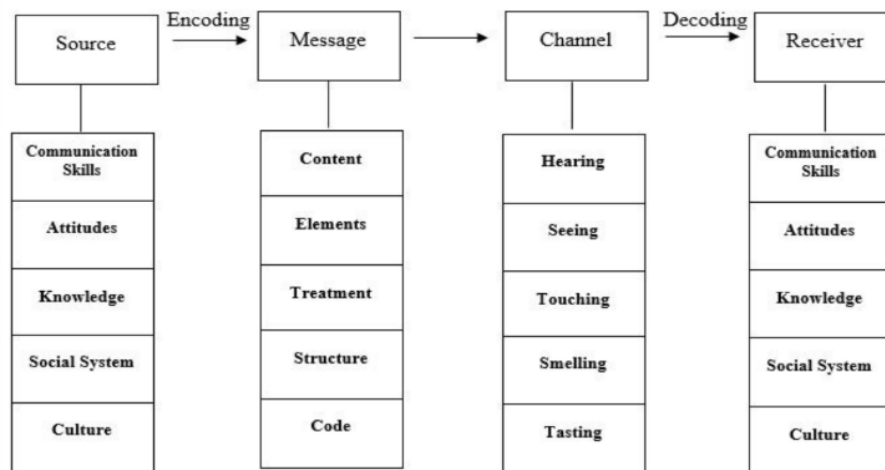 Encoding
Decoding
Source
Message
Channel
Receiver
Communication
Skills
Attitudes
Knowledge
Social System
Culture
Content
Elements
Treatment
Structure
Code
Hearing
Seeing
Touching
Smelling
Tasting
Communication
Skills
Attitudes
Knowledge
Social System
Culture